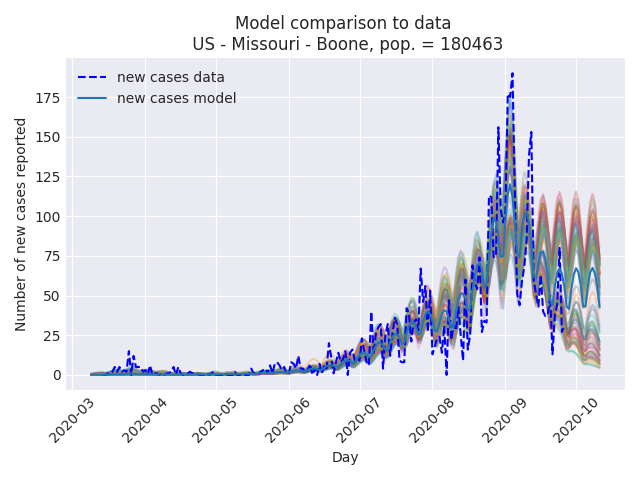 Model comparison to data
US - Missouri - Boone, pop. = 180463
new cases data
new cases model
Number of new cases reported
175
150
125
100
75
50
25
0
2020-03
2020-04
2020-05
2020-06
2020-07
2020-08
2020-09
2020-10
Day